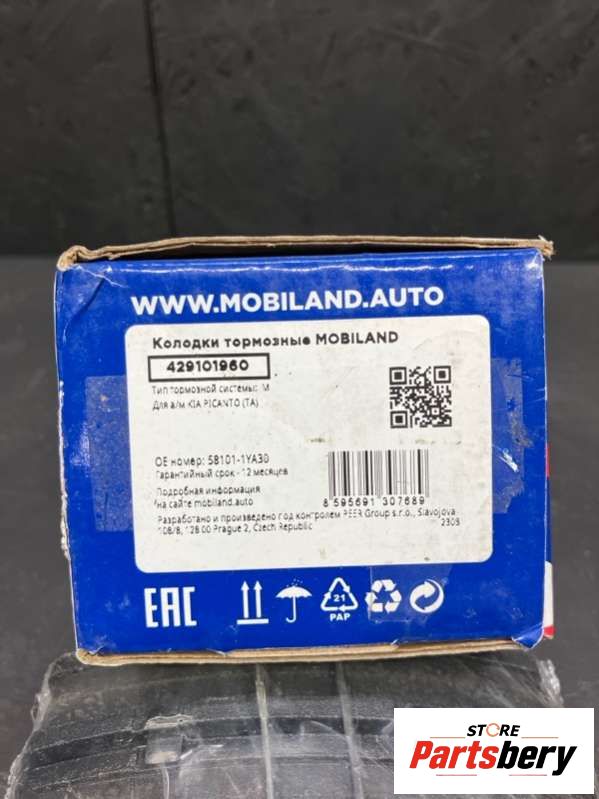 WWW.MOBILAND.AUTO
Колодки тормозные MOBILAND
429101960
Тип тормозной системы: M
Для а/м KIA PICANTO (TA)
OE номер: 58101-1YA30
Гарантийный срок - 12 месяцев
Подробная информация
на сайте mobiland.auto
8 595691 307689
Разработано и произведено под контролем PEER Group s.r.o., Slavojova
108/8, 128 00 Prague 2, Czech Republic
2303
EAC
21
PAP
STORE
Partsbery